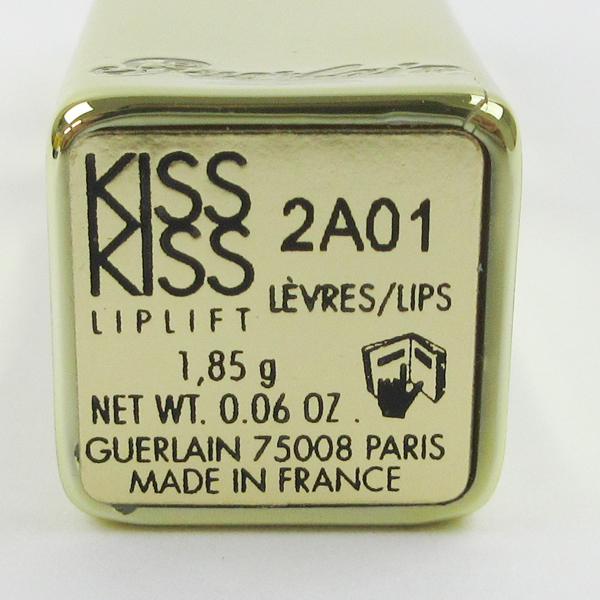 Guerlain
KISS
KISS
LIPLIFT
2A01
LÈVRES/LIPS
1,85 g
NET WT. 0.06 OZ.
GUERLAIN 75008 PARIS
MADE IN FRANCE